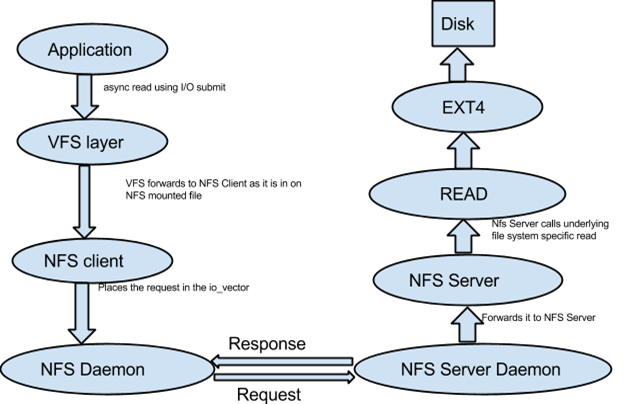 Application
async read using I/O submit
VFS layer
VFS forwards to NFS Client as it is in on
NFS mounted file
NFS client
Places the request in the io_vector
NFS Daemon
Response
Request
Disk
EXT4
READ
Nfs Server calls underlying
file system specific read
NFS Server
Forwards it to NFS Server
NFS Server Daemon